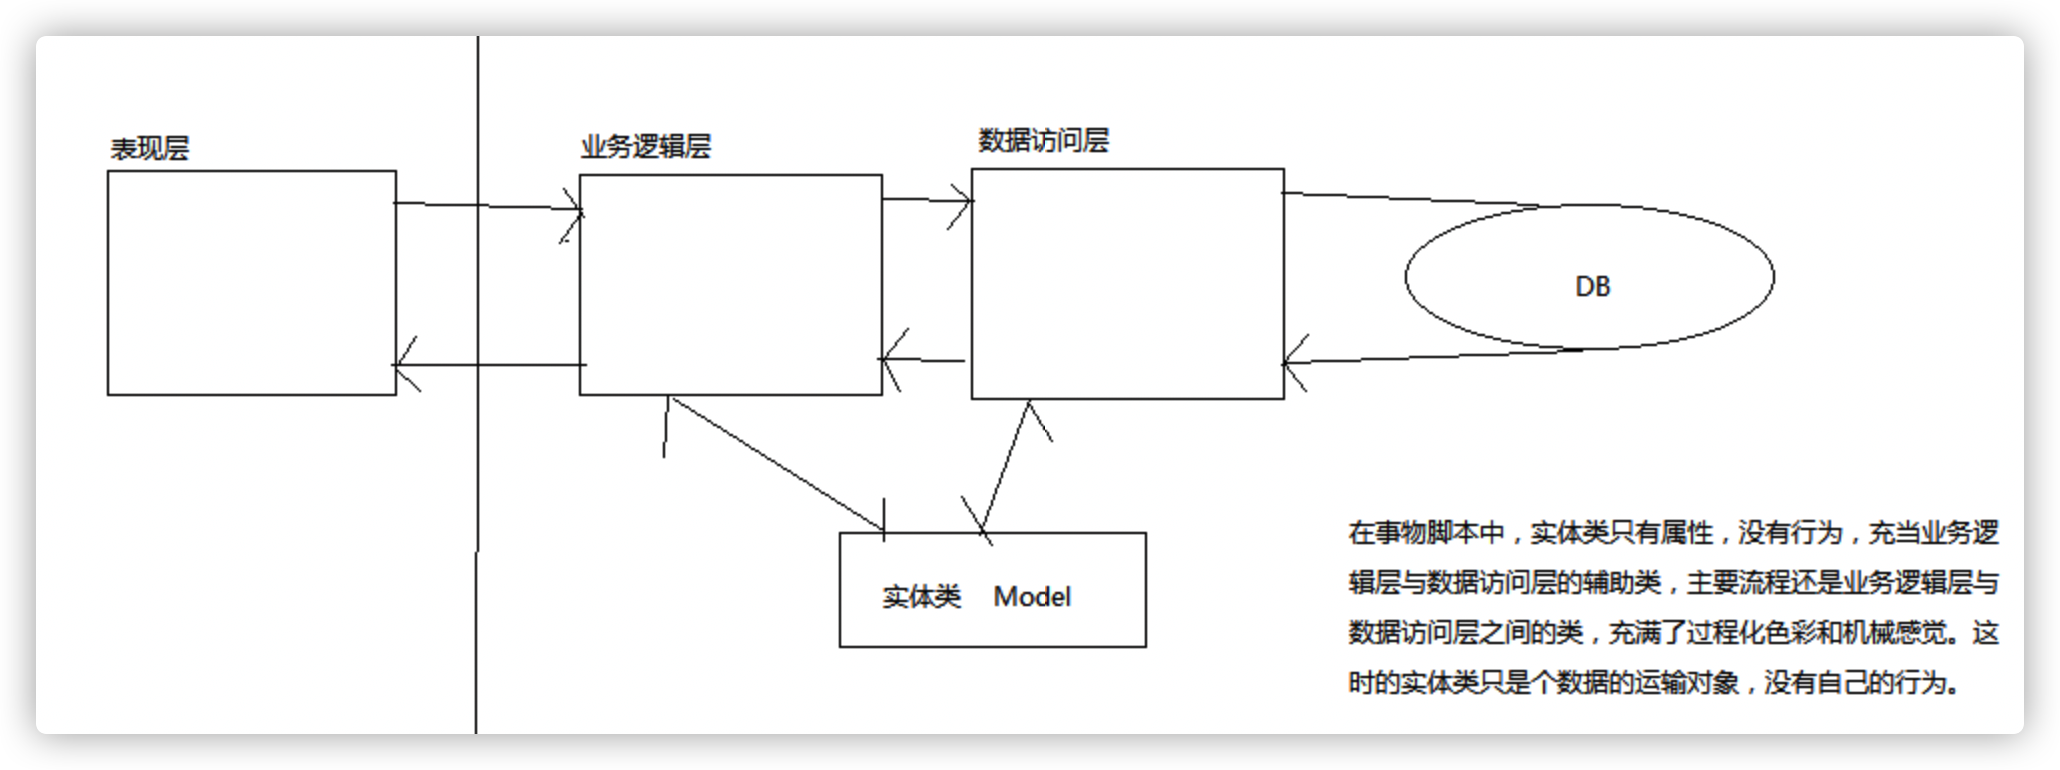 表现层
业务逻辑层
数据访问层
DB
实体类 Model
在事物脚本中，实体类只有属性，没有行为，充当业务逻
辑层与数据访问层的辅助类，主要流程还是业务逻辑层与
数据访问层之间的类，充满了过程化色彩和机械感觉。这
时的实体类只是个数据的运输对象，没有自己的行为。